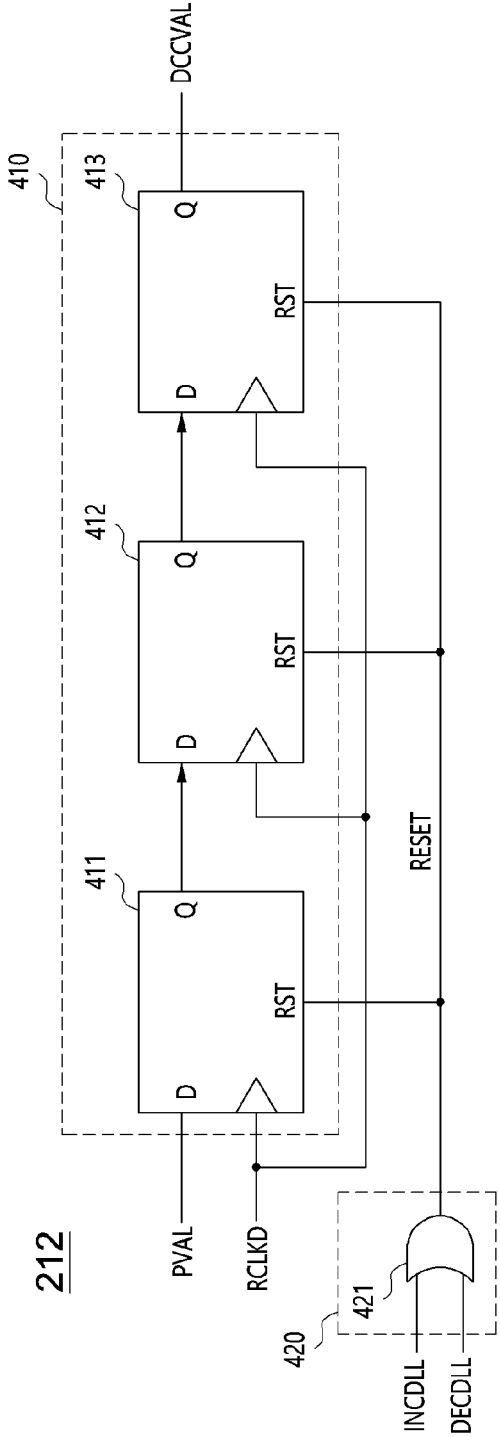 212
410
411
412
413
PVAL
D
Q
D
Q
D
Q
DCCVAL
RCLKD
RST
RST
RST
RESET
420
421
INCDLL
DECDLL